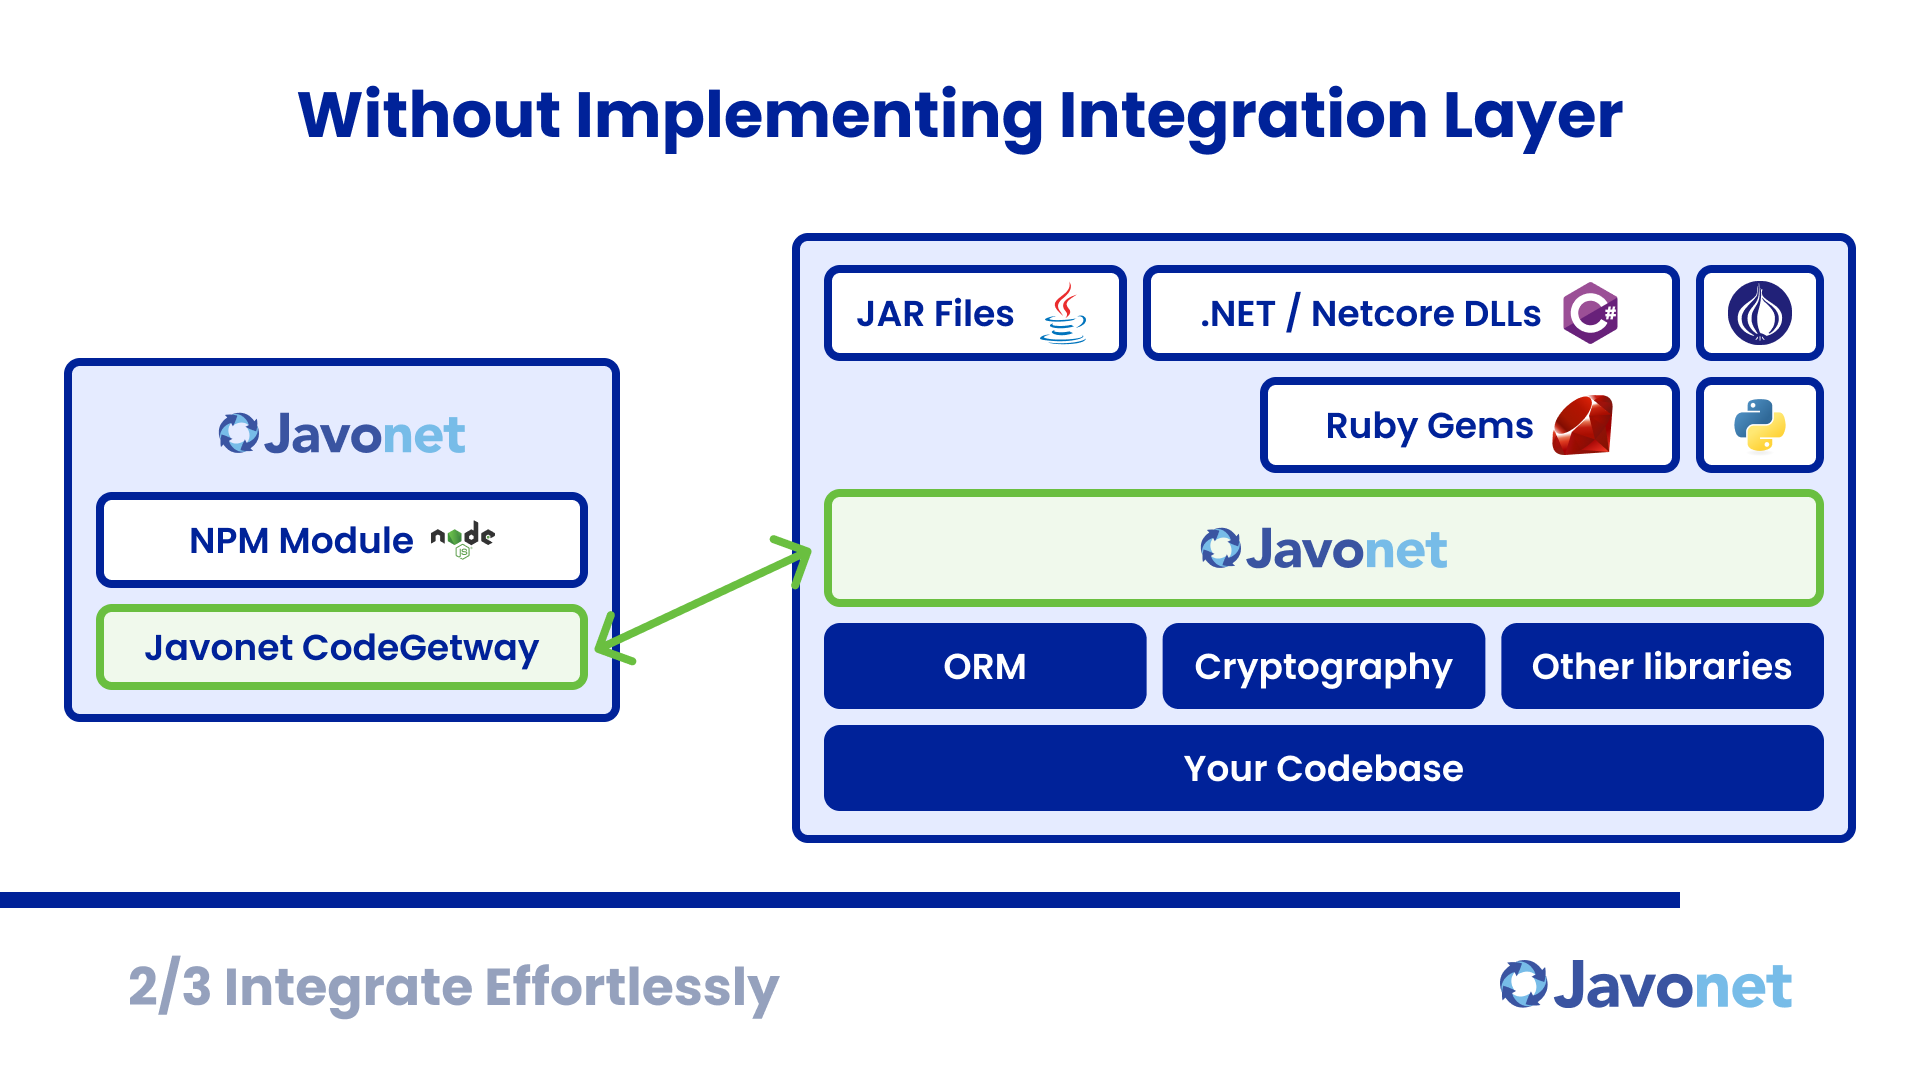 Without Implementing Integration Layer
Javonet
NPM Module node JS
Javonet CodeGetway
JAR Files
.NET / Netcore DLLs C#
Ruby Gems
Javonet
ORM
Cryptography
Other libraries
Your Codebase
2/3 Integrate Effortlessly
Javonet